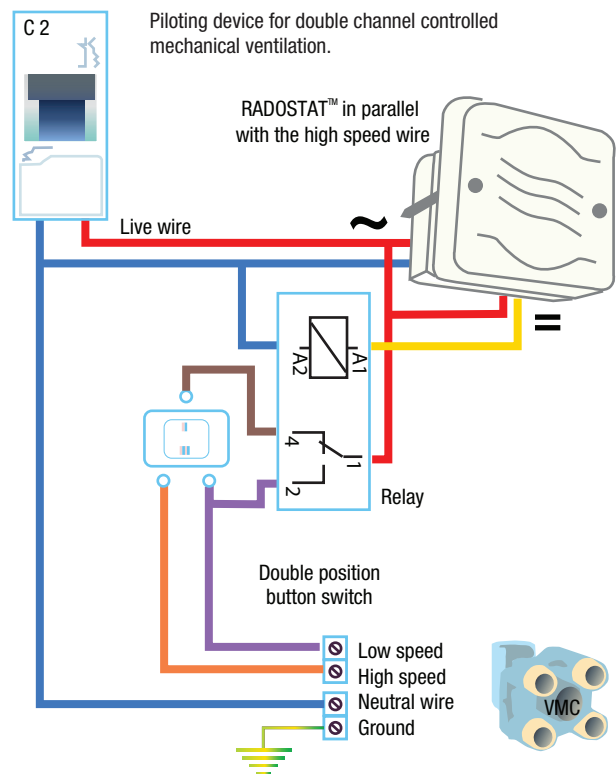 C 2
Piloting device for double channel controlled
mechanical ventilation.
RADOSTAT™ in parallel
with the high speed wire
Live wire
~
=
A2
A1
4
1
2
Relay
Double position
button switch
Low speed
High speed
Neutral wire
Ground
VMC